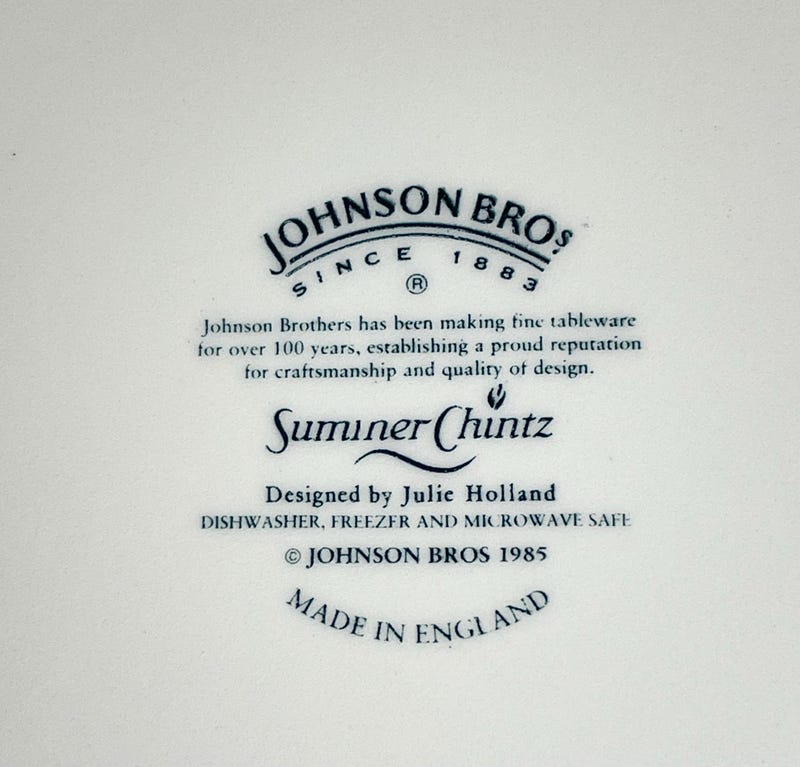 JOHNSON BROS
SINCE 1883
®
Johnson Brothers has been making fine tableware
for over 100 years, establishing a proud reputation
for craftsmanship and quality of design.
Summer Chintz
Designed by Julie Holland
DISHWASHER, FREEZER AND MICROWAVE SAFE
© JOHNSON BROS 1985
MADE IN ENGLAND